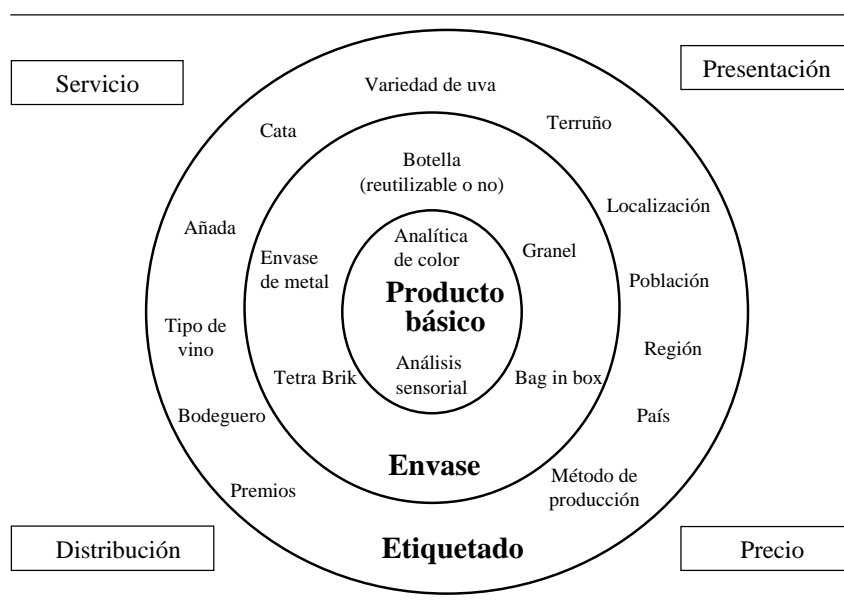 Servicio
Presentación
Variedad de uva
Cata
Terruño
Botella
(reutilizable o no)
Localización
Añada
Analítica
de color
Granel
Envase
de metal
Población
Producto
básico
Tipo de
vino
Región
Análisis
sensorial
Tetra Brik
Bag in box
Bodeguero
País
Envase
Método de
producción
Premios
Distribución
Etiquetado
Precio